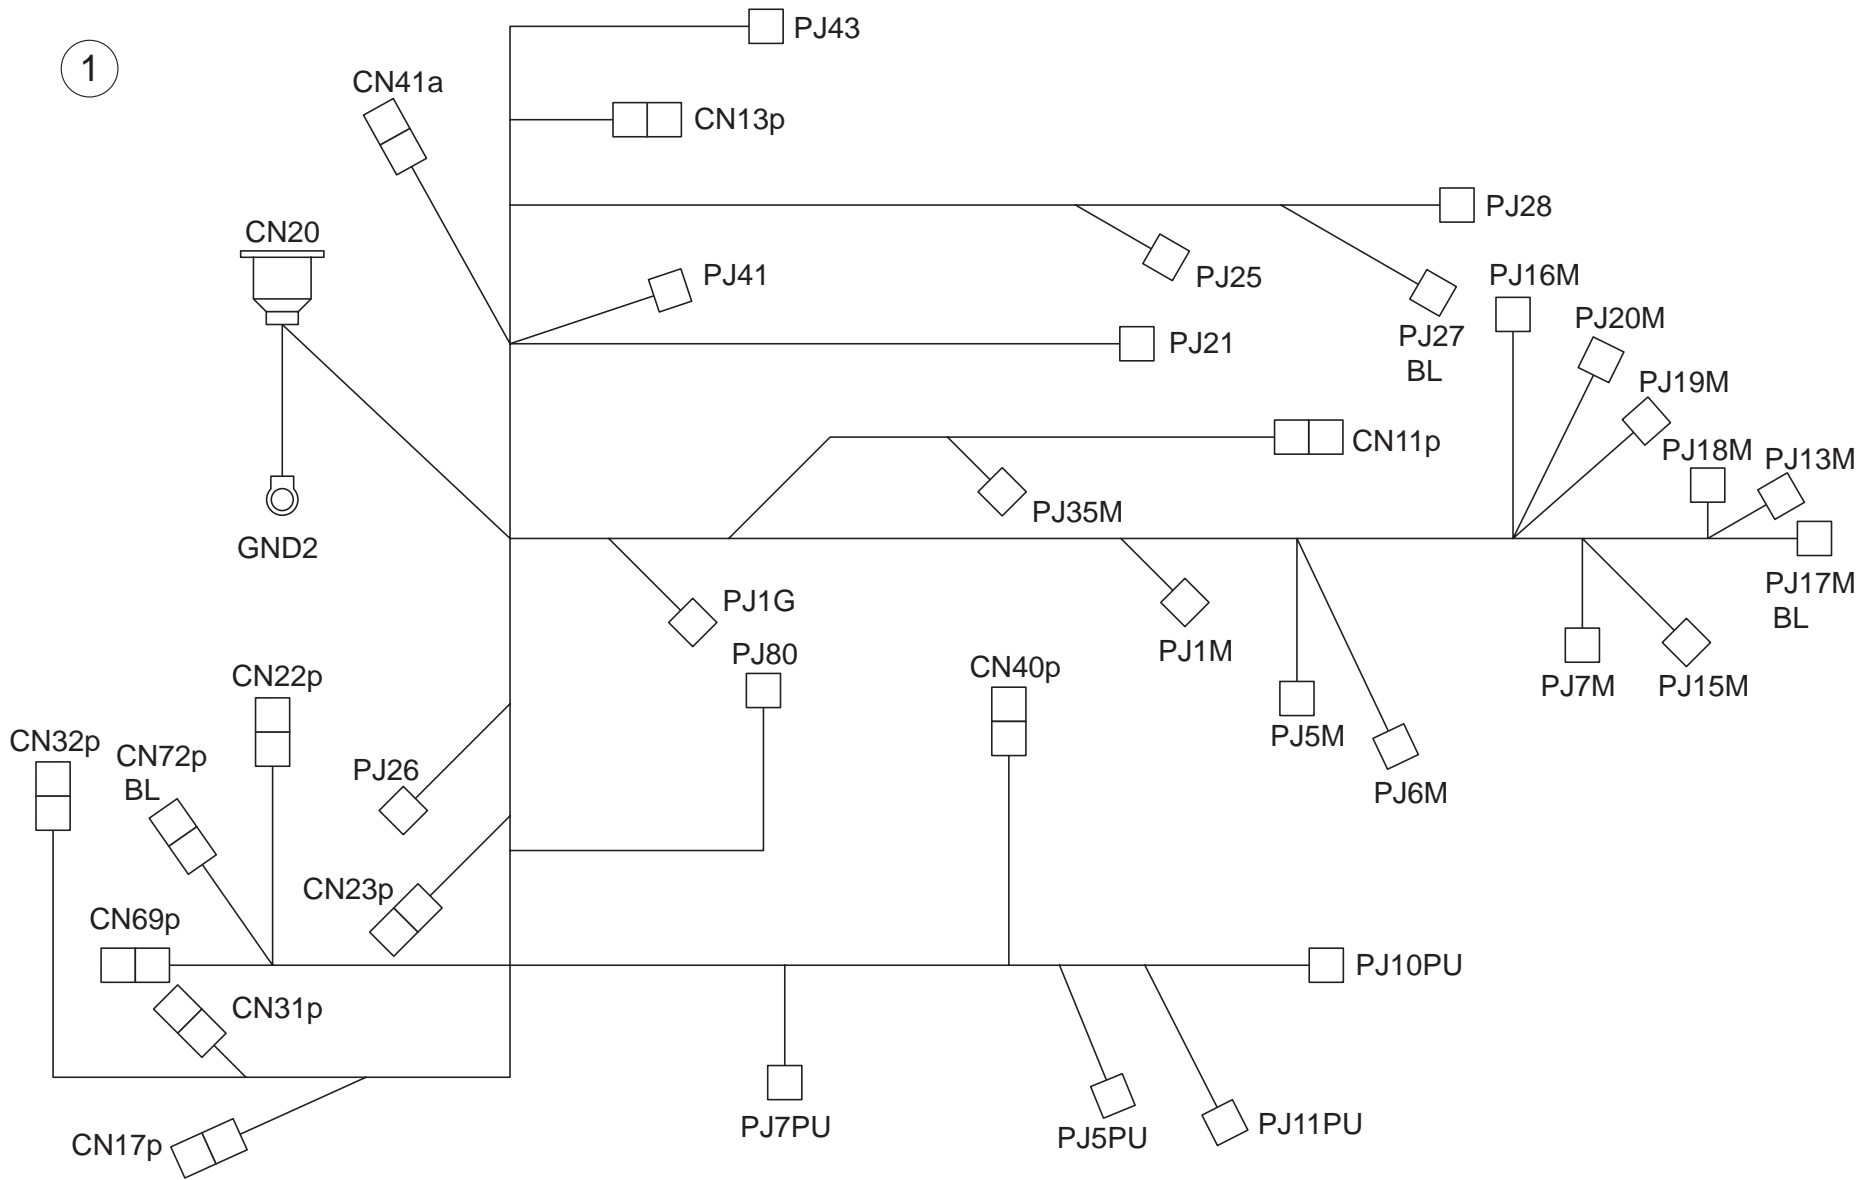 PJ43
1
CN41a
CN13p
PJ28
CN20
PJ41
PJ25
PJ16M
PJ27
BL
PJ20M
PJ21
PJ19M
CN11p
PJ18M
PJ13M
PJ35M
GND2
PJ17M
BL
PJ1G
PJ1M
PJ80
CN40p
CN22p
PJ7M
PJ15M
CN32p
PJ5M
CN72p
BL
PJ26
PJ6M
CN23p
CN69p
PJ10PU
CN31p
PJ7PU
PJ5PU
PJ11PU
CN17p